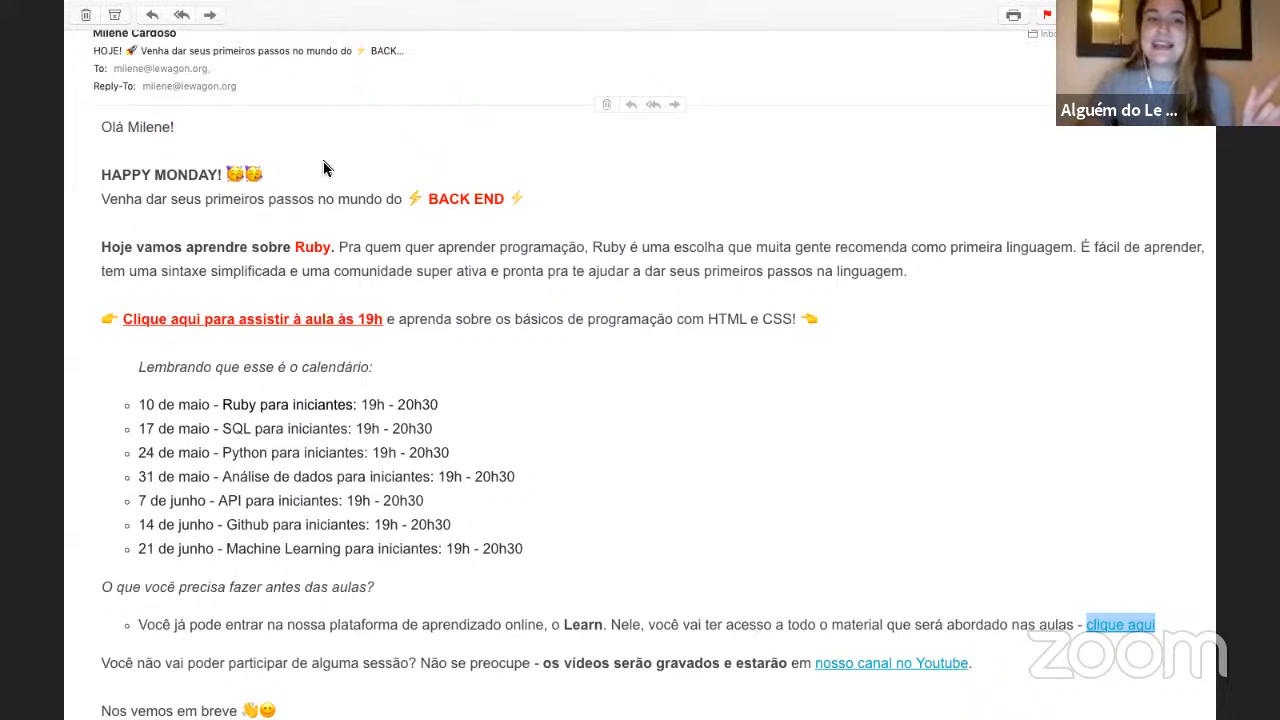 Milene Cardoso
HOJE! 🚀 Venha dar seus primeiros passos no mundo do ⚡ BACK...
Inbo
To: milene@lewagon.org,
Reply-To: milene@lewagon.org
Alguém do Le ...
Olá Milene!
HAPPY MONDAY! 🥳🥳
Venha dar seus primeiros passos no mundo do ⚡ BACK END ⚡
Hoje vamos aprendre sobre Ruby. Pra quem quer aprender programação, Ruby é uma escolha que muita gente recomenda como primeira linguagem. É fácil de aprender,
tem uma sintaxe simplificada e uma comunidade super ativa e pronta pra te ajudar a dar seus primeiros passos na linguagem.
👉 Clique aqui para assistir à aula às 19h e aprenda sobre os básicos de programação com HTML e CSS! 👈
Lembrando que esse é o calendário:
◦ 10 de maio - Ruby para iniciantes: 19h - 20h30
◦ 17 de maio - SQL para iniciantes: 19h - 20h30
◦ 24 de maio - Python para iniciantes: 19h - 20h30
◦ 31 de maio - Análise de dados para iniciantes: 19h - 20h30
◦ 7 de junho - API para iniciantes: 19h - 20h30
◦ 14 de junho - Github para iniciantes: 19h - 20h30
◦ 21 de junho - Machine Learning para iniciantes: 19h - 20h30
O que você precisa fazer antes das aulas?
◦ Você já pode entrar na nossa plataforma de aprendizado online, o Learn. Nele, você vai ter acesso a todo o material que será abordado nas aulas - clique aqui
Você não vai poder participar de alguma sessão? Não se preocupe - os vídeos serão gravados e estarão em nosso canal no Youtube.
zoom
Nos vemos em breve 👋😊